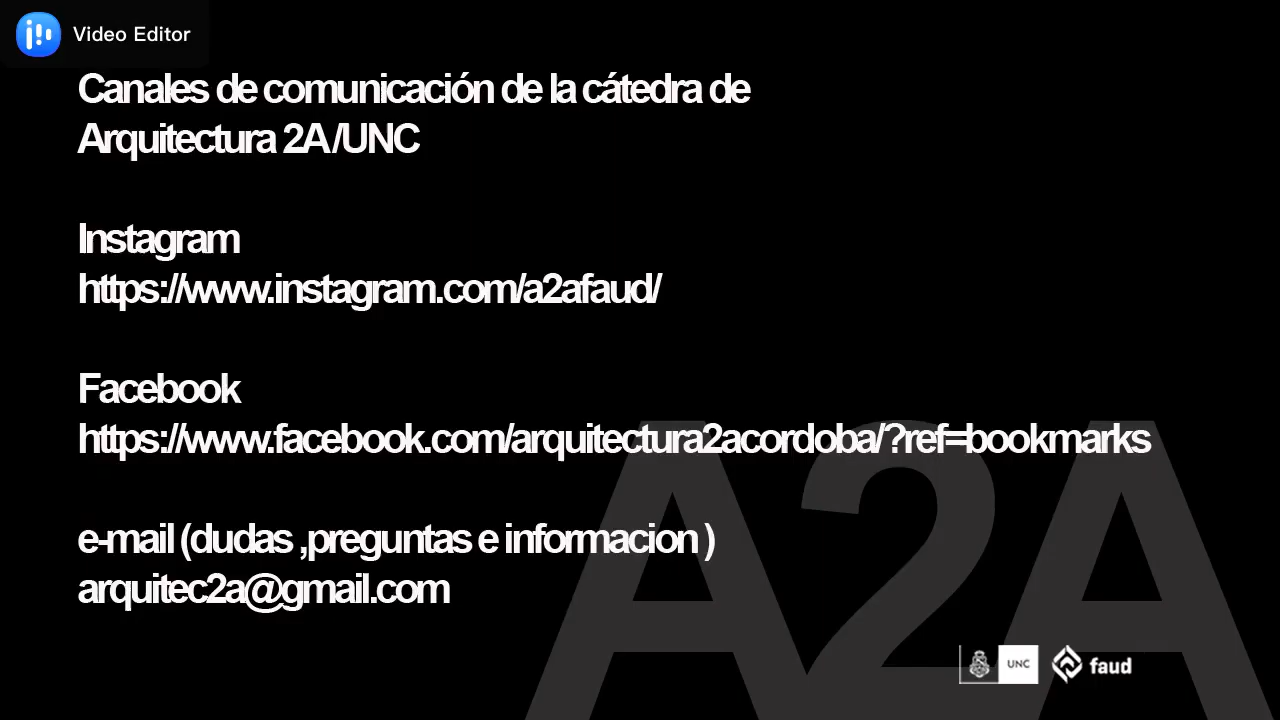 Video Editor
Canales de comunicación de la cátedra de
Arquitectura 2A /UNC
Instagram
https://www.instagram.com/a2afaud/
Facebook
https://www.facebook.com/arquitectura2acordoba/?ref=bookmarks
e-mail (dudas ,preguntas e informacion )
arquitec2a@gmail.com
A2A
UNC faud